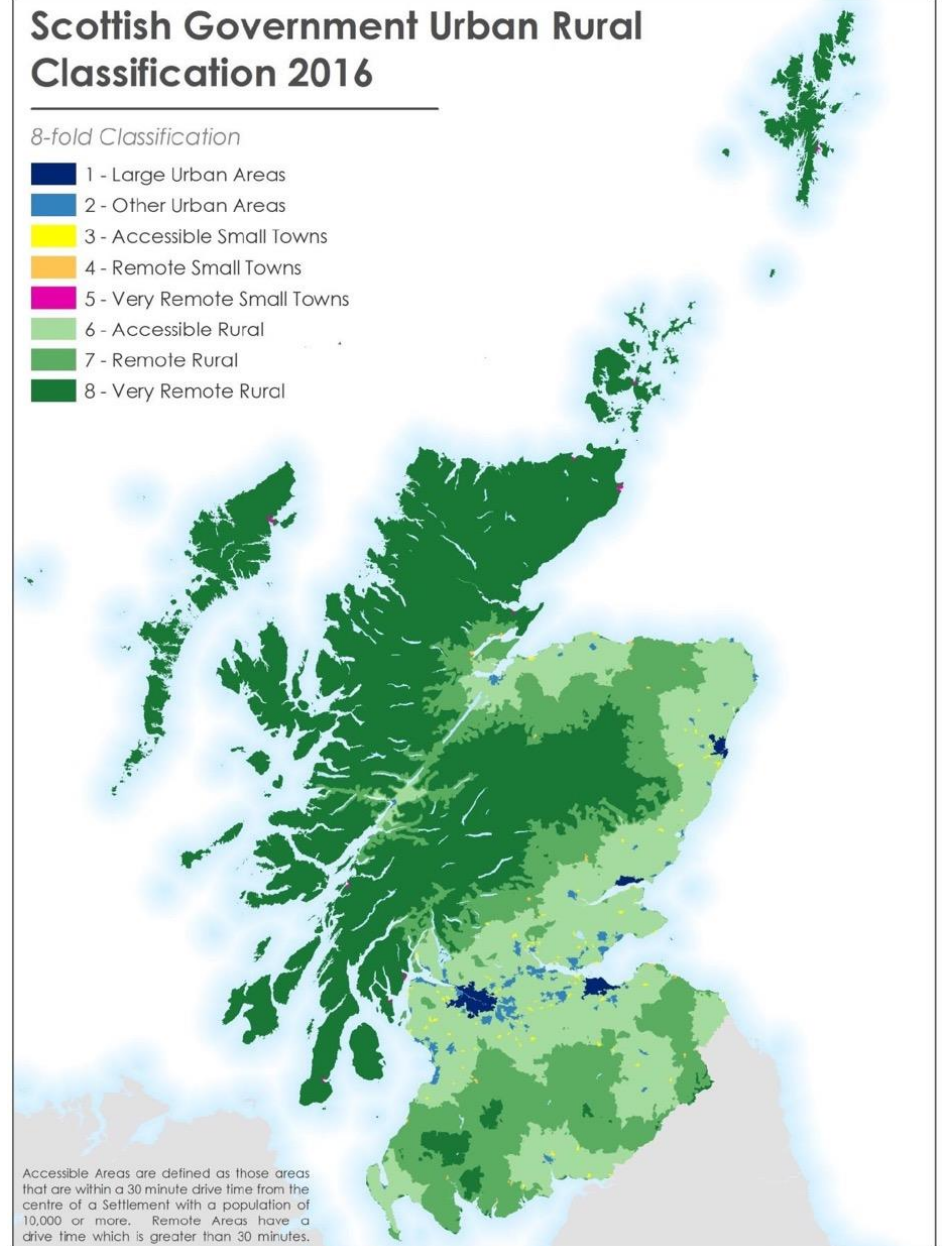 Scottish Government Urban Rural
Classification 2016
8-fold Classification
1 - Large Urban Areas
2 - Other Urban Areas
3 - Accessible Small Towns
4 - Remote Small Towns
5 - Very Remote Small Towns
6 - Accessible Rural
7 - Remote Rural
8 - Very Remote Rural
Accessible Areas are defined as those areas
that are within a 30 minute drive time from the
centre of a Settlement with a population of
10,000 or more. Remote Areas have a
drive time which is greater than 30 minutes.